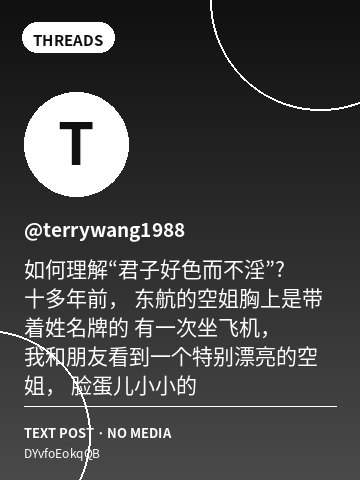 THREADS
T
@terrywang1988
如何理解“君子好色而不淫”？
十多年前， 东航的空姐胸上是带
着姓名牌的 有一次坐飞机，
我和朋友看到一个特别漂亮的空
姐， 脸蛋儿小小的
TEXT POST · NO MEDIA
DYvfoEokqQB